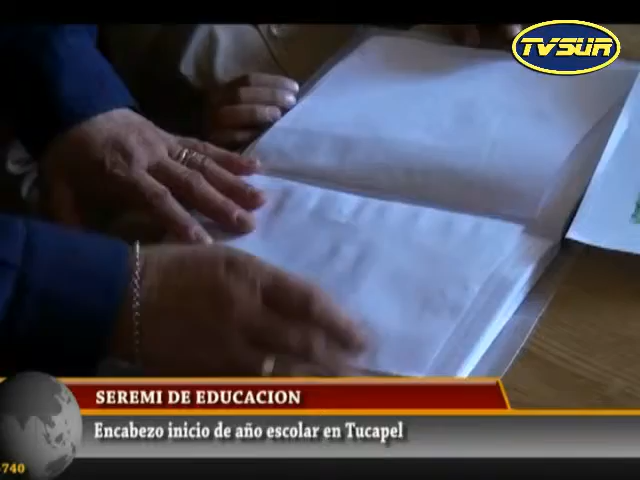 TVSUR
SEREMI DE EDUCACION
Encabezo inicio de año escolar en Tucapel
740